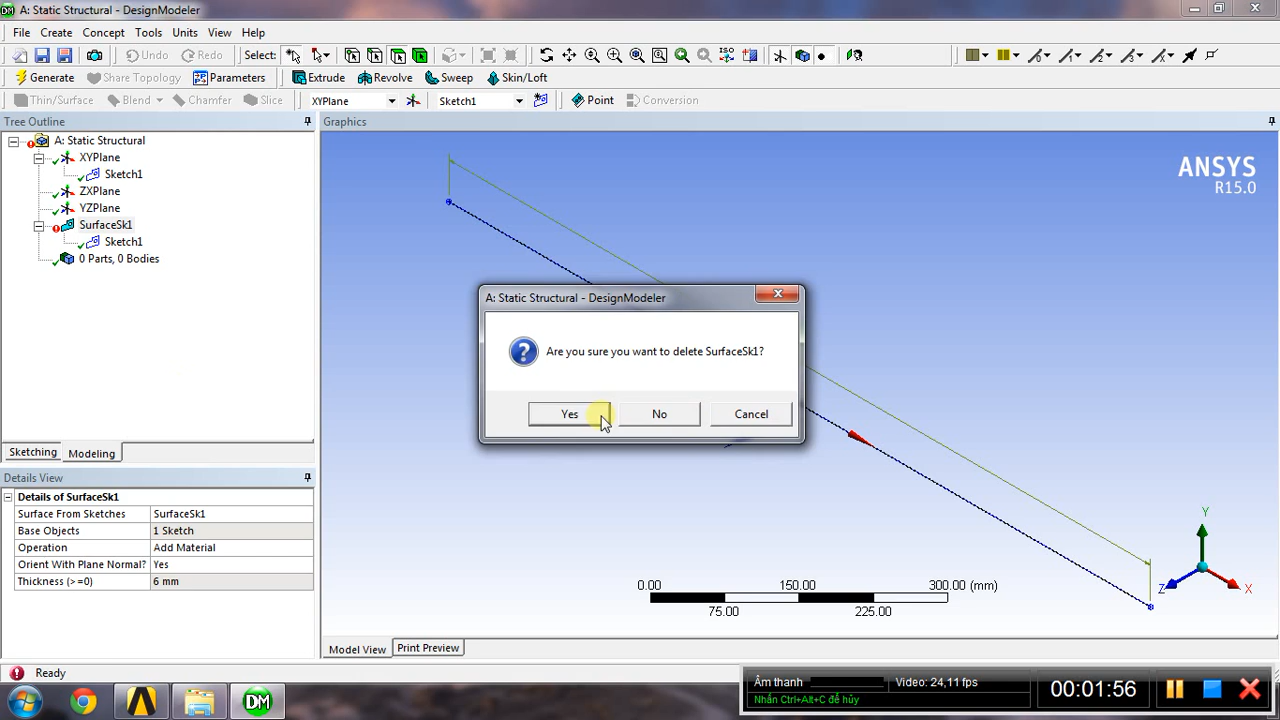 A: Static Structural - DesignModeler
File Create Concept Tools Units View Help
Undo Redo Select:
Generate Share Topology Parameters Extrude Revolve Sweep Skin/Loft
Thin/Surface Blend Chamfer Slice XYPlane Sketch1 Point Conversion
Tree Outline
A: Static Structural
XYPlane
Sketch1
ZXPlane
YZPlane
SurfaceSk1
Sketch1
0 Parts, 0 Bodies
Sketching Modeling
Details View
Details of SurfaceSk1
Surface From Sketches SurfaceSk1
Base Objects 1 Sketch
Operation Add Material
Orient With Plane Normal? Yes
Thickness (>=0) 6 mm
Graphics
ANSYS
R15.0
A: Static Structural - DesignModeler
Are you sure you want to delete SurfaceSk1?
Yes No Cancel
0.00 150.00 300.00 (mm)
75.00 225.00
Y
Z X
Model View Print Preview
Ready
DM
Âm thanh Video: 24,11 fps
Nhấn Ctrl+Alt+C để hủy
00:01:56